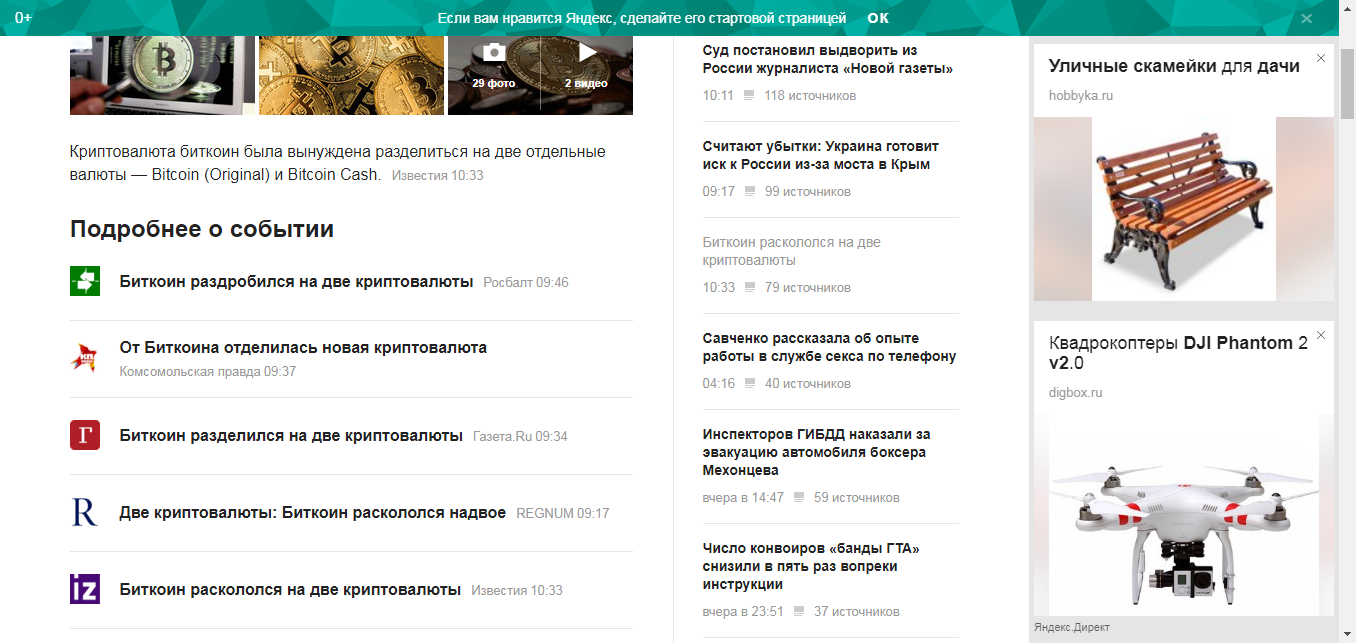 0+
Если вам нравится Яндекс, сделайте его стартовой страницей ОК
29 фото
2 видео
Криптовалюта биткоин была вынуждена разделиться на две отдельные
валюты — Bitcoin (Original) и Bitcoin Cash. Известия 10:33
Подробнее о событии
Биткоин раздробился на две криптовалюты Росбалт 09:46
КП
От Биткоина отделилась новая криптовалюта
Комсомольская правда 09:37
Г
Биткоин разделился на две криптовалюты Газета.Ru 09:34
R
Две криптовалюты: Биткоин раскололся надвое REGNUM 09:17
iz
Биткоин раскололся на две криптовалюты Известия 10:33
Суд постановил выдворить из
России журналиста «Новой газеты»
10:11 118 источников
Считают убытки: Украина готовит
иск к России из-за моста в Крым
09:17 99 источников
Биткоин раскололся на две
криптовалюты
10:33 79 источников
Савченко рассказала об опыте
работы в службе секса по телефону
04:16 40 источников
Инспекторов ГИБДД наказали за
эвакуацию автомобиля боксера
Мехонцева
вчера в 14:47 59 источников
Число конвоиров «банды ГТА»
снизили в пять раз вопреки
инструкции
вчера в 23:51 37 источников
Уличные скамейки для дачи
hobbyka.ru
Квадрокоптеры DJI Phantom 2
v2.0
digbox.ru
Яндекс.Директ